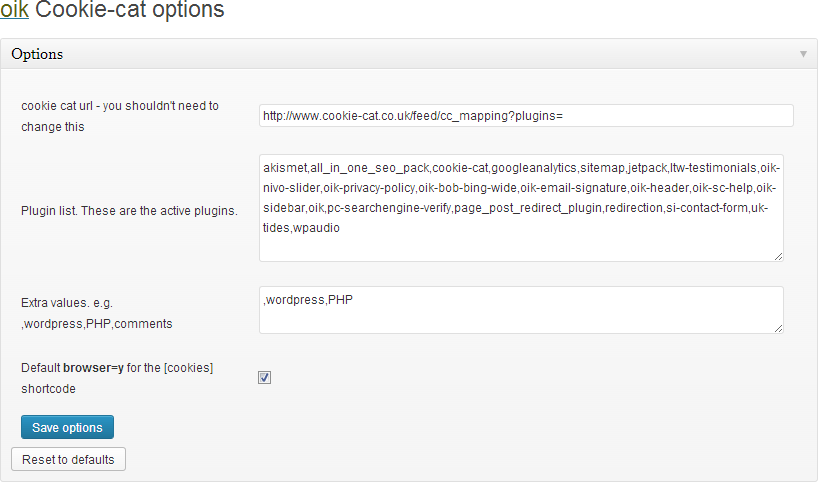 oik Cookie-cat options
Options
cookie cat url - you shouldn't need to
change this
http://www.cookie-cat.co.uk/feed/cc_mapping?plugins=
Plugin list. These are the active plugins.
akismet,all_in_one_seo_pack,cookie-cat,googleanalytics,sitemap,jetpack,ltw-testimonials,oik-
nivo-slider,oik-privacy-policy,oik-bob-bing-wide,oik-email-signature,oik-header,oik-sc-help,oik-
sidebar,oik,pc-searchengine-verify,page_post_redirect_plugin,redirection,si-contact-form,uk-
tides,wpaudio
Extra values. e.g.
,wordpress,PHP,comments
,wordpress,PHP
Default browser=y for the [cookies]
shortcode
Save options
Reset to defaults